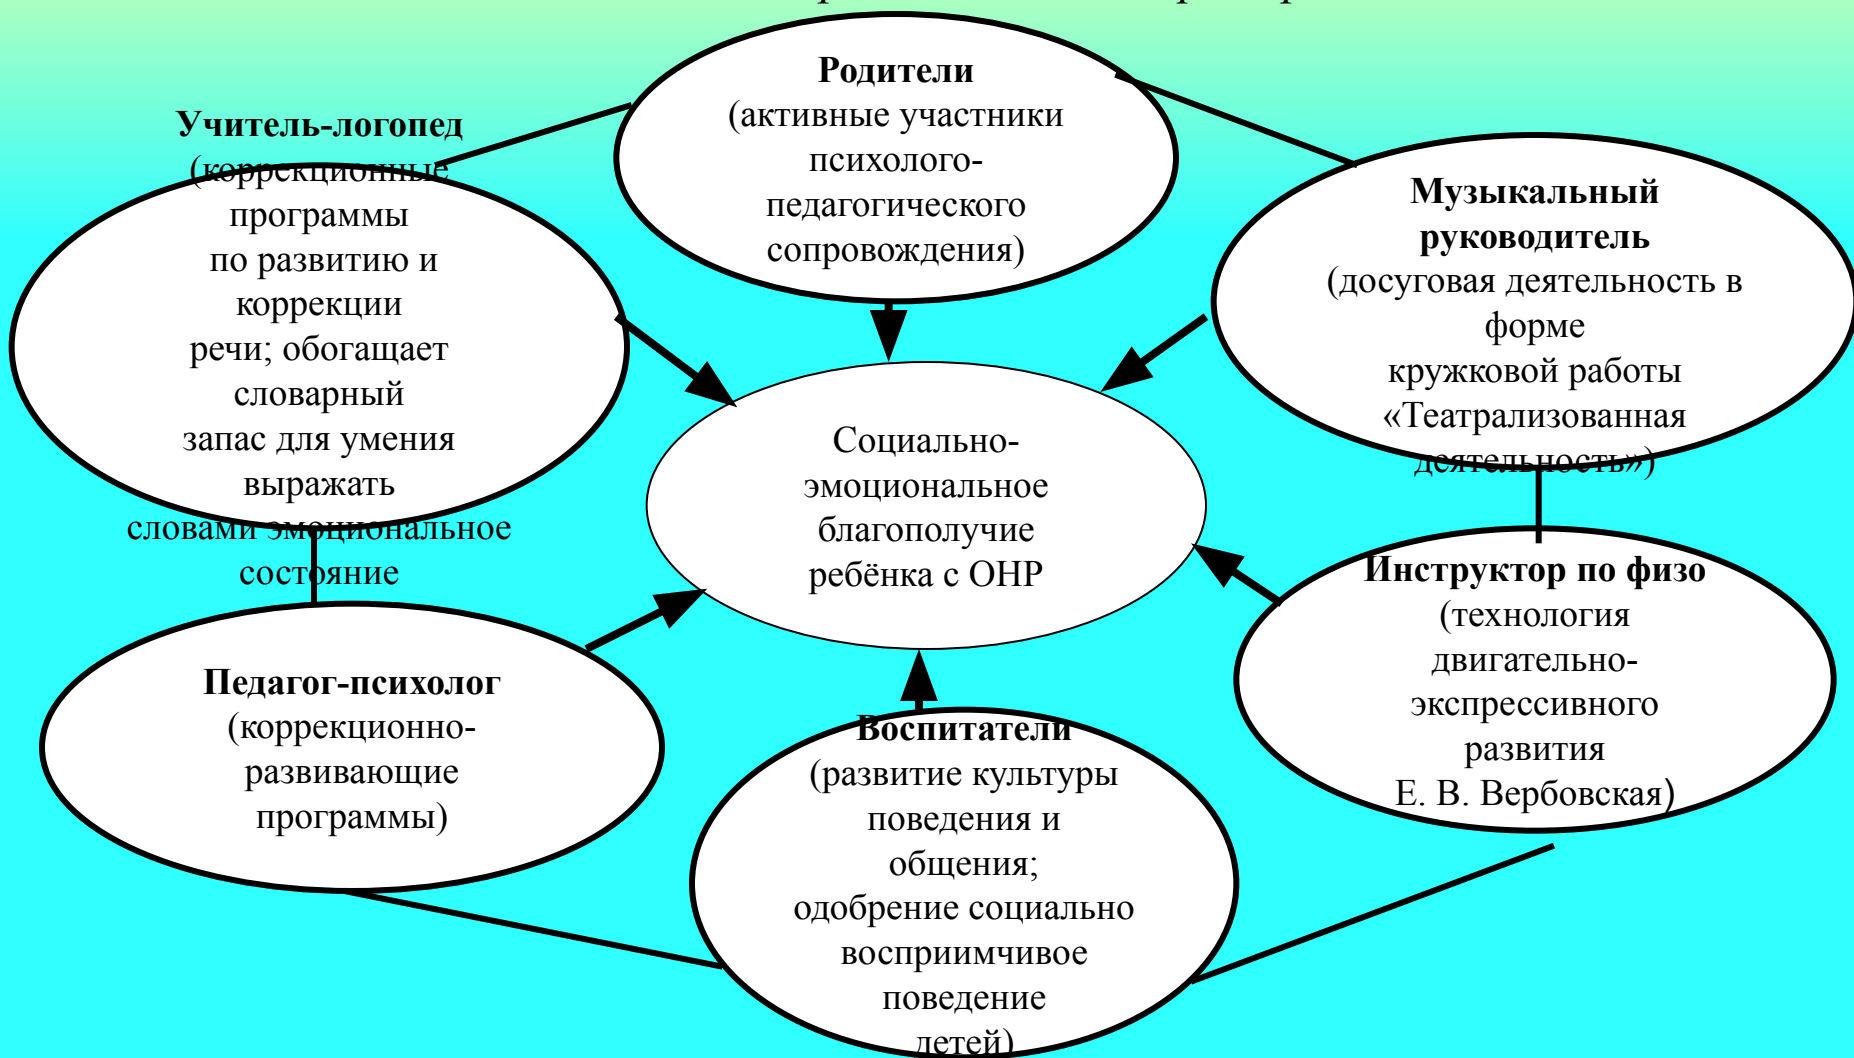 Родители
(активные участники
психолого-
педагогического
сопровождения)
Учитель-логопед
(коррекционные
программы
по развитию и
коррекции
речи; обогащает
словарный
запас для умения
выражать
словами эмоциональное
состояние
Музыкальный
руководитель
(досуговая деятельность в
форме
кружковой работы
«Театрализованная
деятельность»)
Социально-
эмоциональное
благополучие
ребёнка с ОНР
Инструктор по физо
(технология
двигательно-
экспрессивного
развития
Е. В. Вербовская)
Педагог-психолог
(коррекционно-
развивающие
программы)
Воспитатели
(развитие культуры
поведения и
общения;
одобрение социально
восприимчивое
поведение
детей)